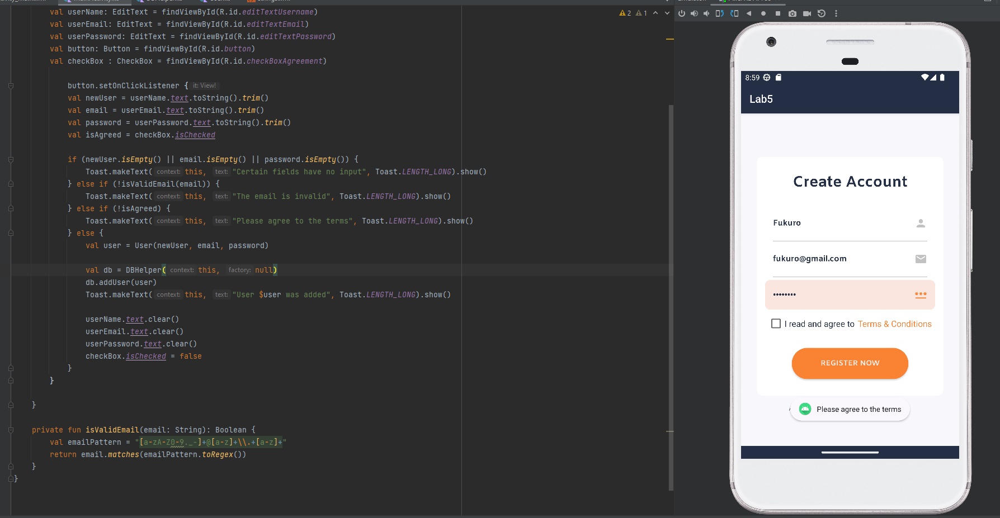 val userName: EditText = findViewById(R.id.editTextUsername)
val userEmail: EditText = findViewById(R.id.editTextEmail)
val userPassword: EditText = findViewById(R.id.editTextPassword)
val button: Button = findViewById(R.id.button)
val checkBox : CheckBox = findViewById(R.id.checkBoxAgreement)
button.setOnClickListener { it: View!
val newUser = userName.text.toString().trim()
val email = userEmail.text.toString().trim()
val password = userPassword.text.toString().trim()
val isAgreed = checkBox.isChecked
if (newUser.isEmpty() || email.isEmpty() || password.isEmpty()) {
Toast.makeText( context: this, text: "Certain fields have no input", Toast.LENGTH_LONG).show()
} else if (!isValidEmail(email)) {
Toast.makeText( context: this, text: "The email is invalid", Toast.LENGTH_LONG).show()
} else if (!isAgreed) {
Toast.makeText( context: this, text: "Please agree to the terms", Toast.LENGTH_LONG).show()
} else {
val user = User(newUser, email, password)
val db = DBHelper( context: this, factory: null)
db.addUser(user)
Toast.makeText( context: this, text: "User $user was added", Toast.LENGTH_LONG).show()
userName.text.clear()
userEmail.text.clear()
userPassword.text.clear()
checkBox.isChecked = false
}
}
}
private fun isValidEmail(email: String): Boolean {
val emailPattern = "[a-zA-Z0-9._-]+@[a-z]+\\.+[a-z]+"
return email.matches(emailPattern.toRegex())
}
}
2 1
8:59
Lab5
Create Account
Fukuro
fukuro@gmail.com
••••••••
***
I read and agree to Terms & Conditions
REGISTER NOW
Please agree to the terms